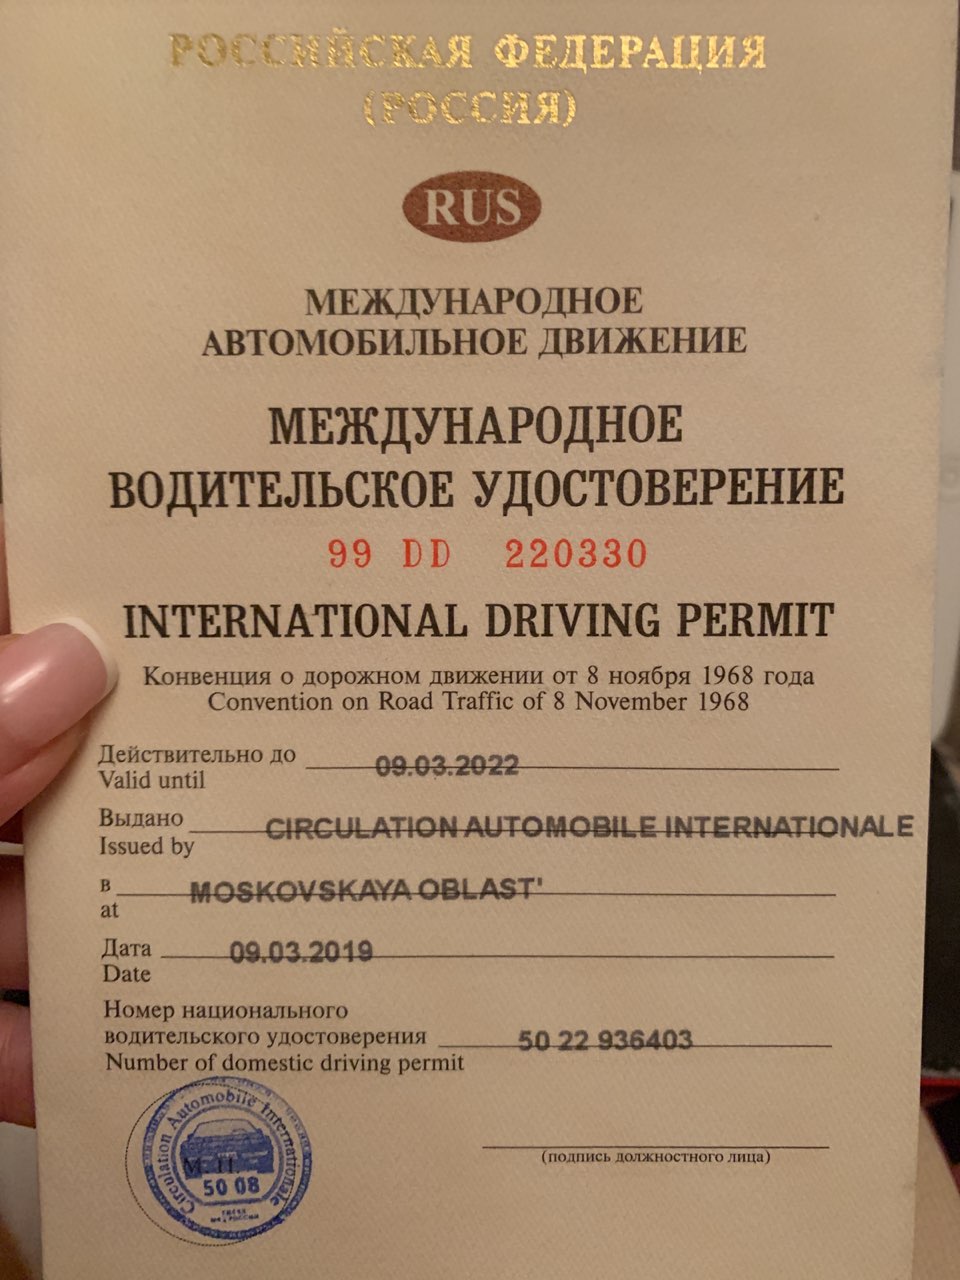 РОССИЙСКАЯ ФЕДЕРАЦИЯ
(РОССИЯ)
RUS
МЕЖДУНАРОДНОЕ
АВТОМОБИЛЬНОЕ ДВИЖЕНИЕ
МЕЖДУНАРОДНОЕ
ВОДИТЕЛЬСКОЕ УДОСТОВЕРЕНИЕ
99 DD 220330
INTERNATIONAL DRIVING PERMIT
Конвенция о дорожном движении от 8 ноября 1968 года
Convention on Road Traffic of 8 November 1968
Действительно до 09.03.2022
Valid until
Выдано CIRCULATION AUTOMOBILE INTERNATIONALE
Issued by
в MOSKOVSKAYA OBLAST'
at
Дата 09.03.2019
Date
Номер национального
водительского удостоверения 50 22 936403
Number of domestic driving permit
Circulation Automobile Internationale
М. П.
50 08
(подпись должностного лица)